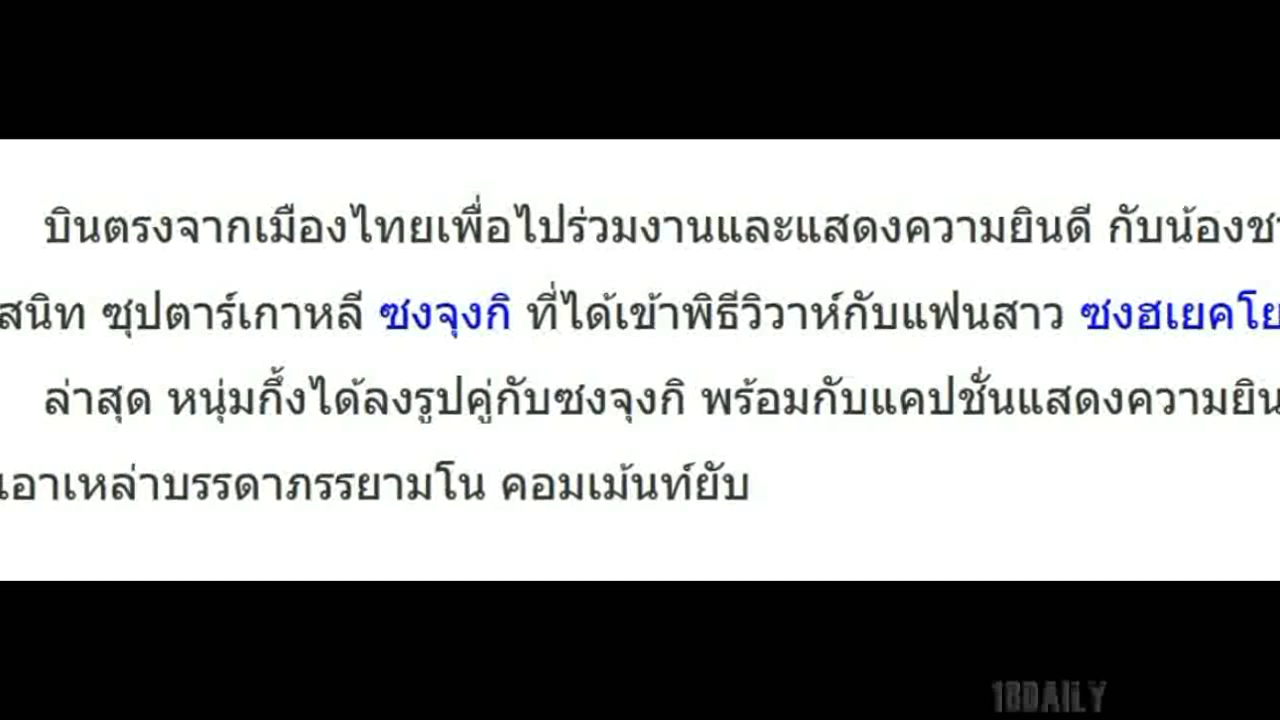 บินตรงจากเมืองไทยเพื่อไปร่วมงานและแสดงความยินดี กับน้องชา
สนิท ซุปตาร์เกาหลี ซงจุงกิ ที่ได้เข้าพิธีวิวาห์กับแฟนสาว ซงฮเยคโย
ล่าสุด หนุ่มกึ้งได้ลงรูปคู่กับซงจุงกิ พร้อมกับแคปชั่นแสดงความยิน
เอาเหล่าบรรดาภรรยามโน คอมเม้นท์ยับ
18DAILY